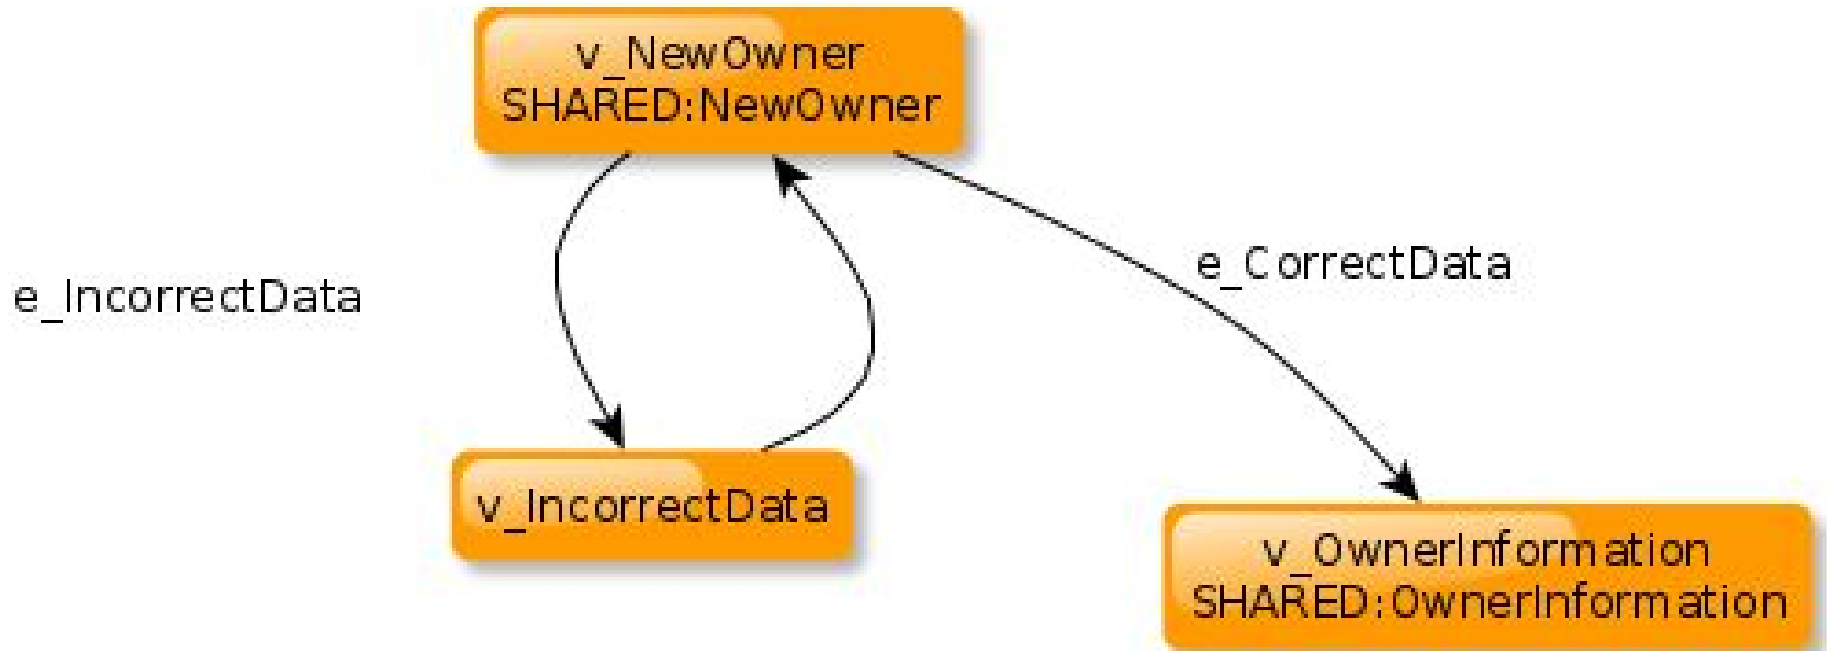 v_NewOwner
SHARED:NewOwner
e_CorrectData
e_IncorrectData
v_IncorrectData
v_OwnerInformation
SHARED:OwnerInformation